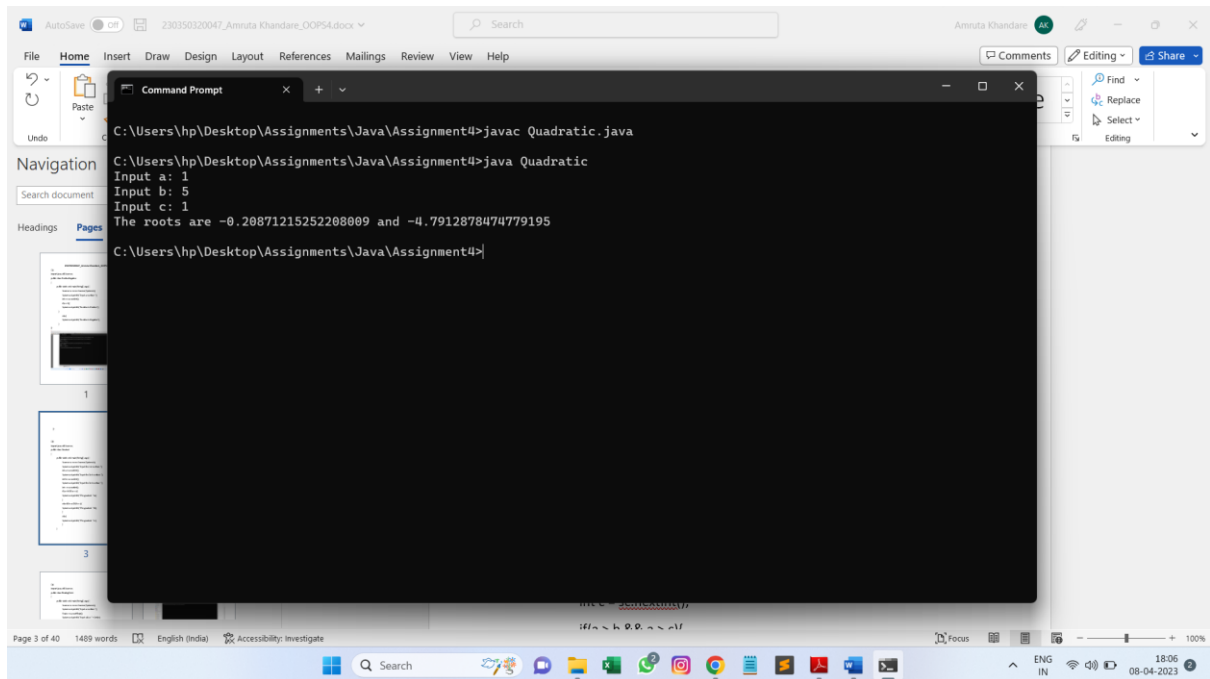 AutoSave Off 230350320047_Amruta Khandare_OOPS4.docx
Search
Amruta Khandare AK
File Home Insert Draw Design Layout References Mailings Review View Help
Comments Editing Share
Paste
Undo
Find
Replace
Select
Editing
Navigation
Search document
Headings Pages
1
3
Command Prompt
C:\Users\hp\Desktop\Assignments\Java\Assignment4>javac Quadratic.java
C:\Users\hp\Desktop\Assignments\Java\Assignment4>java Quadratic
Input a: 1
Input b: 5
Input c: 1
The roots are -0.20871215252208009 and -4.7912878474779195
C:\Users\hp\Desktop\Assignments\Java\Assignment4>
int c = sc.nextInt();
if(a > b && a > c){
Page 3 of 40 1489 words English (India) Accessibility: Investigate
Focus 100%
Search
2
ENG
IN
18:06
08-04-2023
2